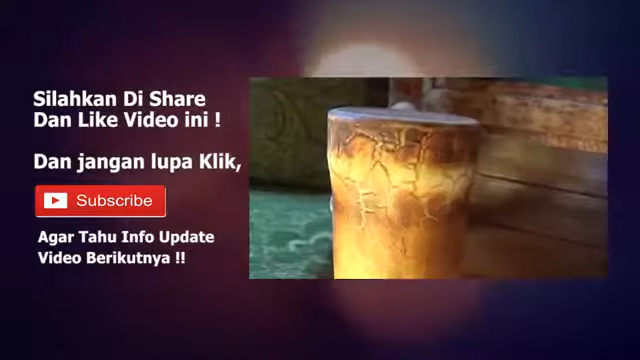 Silahkan Di Share
Dan Like Video ini !
Dan jangan lupa Klik,
Subscribe
Agar Tahu Info Update
Video Berikutnya !!